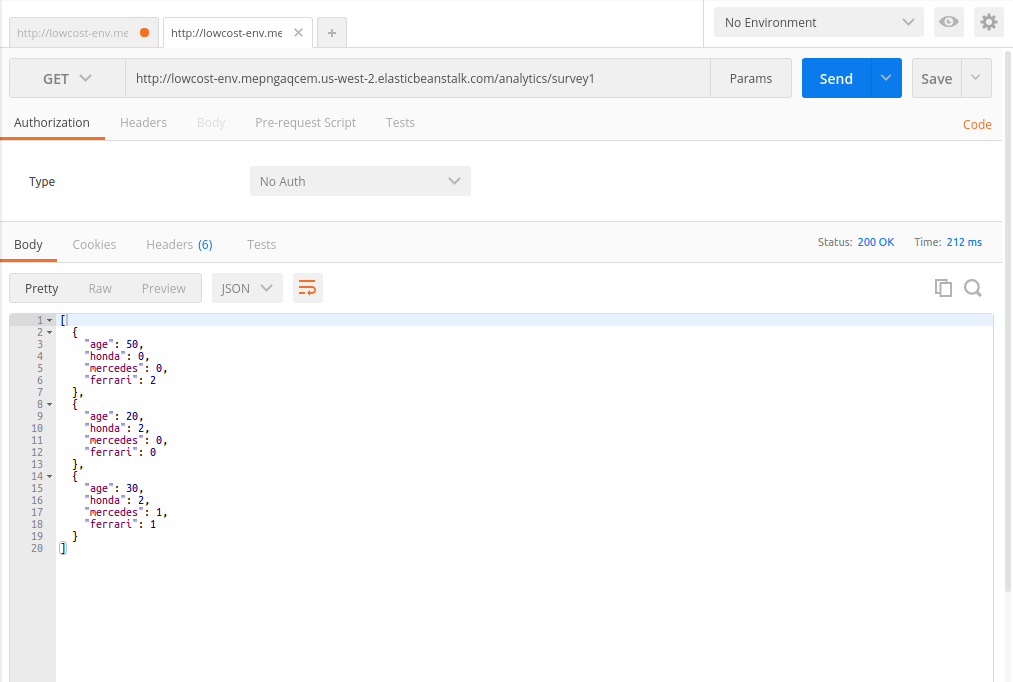 http://lowcost-env.me http://lowcost-env.me ✕ + No Environment
GET http://lowcost-env.mepngaqcem.us-west-2.elasticbeanstalk.com/analytics/survey1 Params Send Save
Authorization Headers Body Pre-request Script Tests Code
Type No Auth
Body Cookies Headers (6) Tests Status: 200 OK Time: 212 ms
Pretty Raw Preview JSON
1 [
2 {
3 "age": 50,
4 "honda": 0,
5 "mercedes": 0,
6 "ferrari": 2
7 },
8 {
9 "age": 20,
10 "honda": 2,
11 "mercedes": 0,
12 "ferrari": 0
13 },
14 {
15 "age": 30,
16 "honda": 2,
17 "mercedes": 1,
18 "ferrari": 1
19 }
20 ]